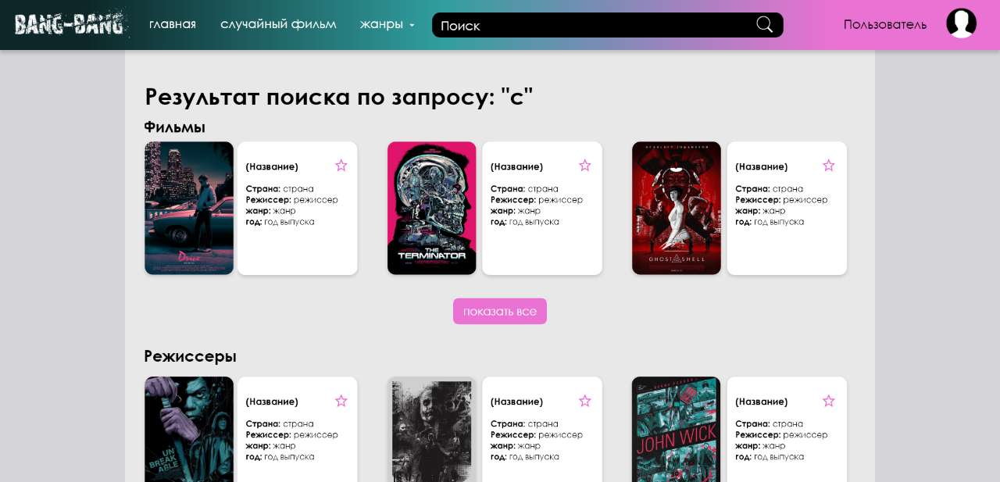 BANG-BANG главная случайный фильм жанры Поиск Пользователь
Результат поиска по запросу: "с"
Фильмы
(Название) (Название) (Название)
Страна: страна Страна: страна Страна: страна
Режиссер: режиссер Режиссер: режиссер Режиссер: режиссер
жанр: жанр жанр: жанр жанр: жанр
год: год выпуска год: год выпуска год: год выпуска
Drive
THE
TERMINATOR
SCARLETT JOHANSSON
GHOST SHELL
показать все
Режиссеры
(Название) (Название) (Название)
Страна: страна Страна: страна Страна: страна
Режиссер: режиссер Режиссер: режиссер Режиссер: режиссер
жанр: жанр жанр: жанр жанр: жанр
год: год выпуска год: год выпуска год: год выпуска
UN
BREAK
ABLE
KEANU REEVES
JOHN WICK